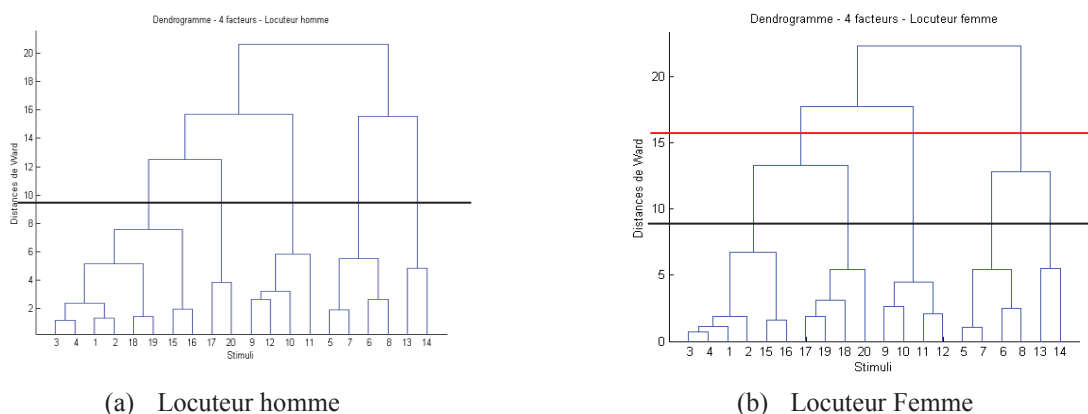 Dendrogramme - 4 facteurs - Locuteur homme
Distances de Ward
20
18
16
14
12
10
8
6
4
2
3 4 1 2 18 19 15 16 17 20 9 12 10 11 5 7 6 8 13 14
Stimuli
(a) Locuteur homme
Dendrogramme - 4 facteurs - Locuteur femme
Distances de Ward
20
15
10
5
0
3 4 1 2 15 16 17 19 18 20 9 10 11 12 5 7 6 8 13 14
Stimuli
(b) Locuteur Femme